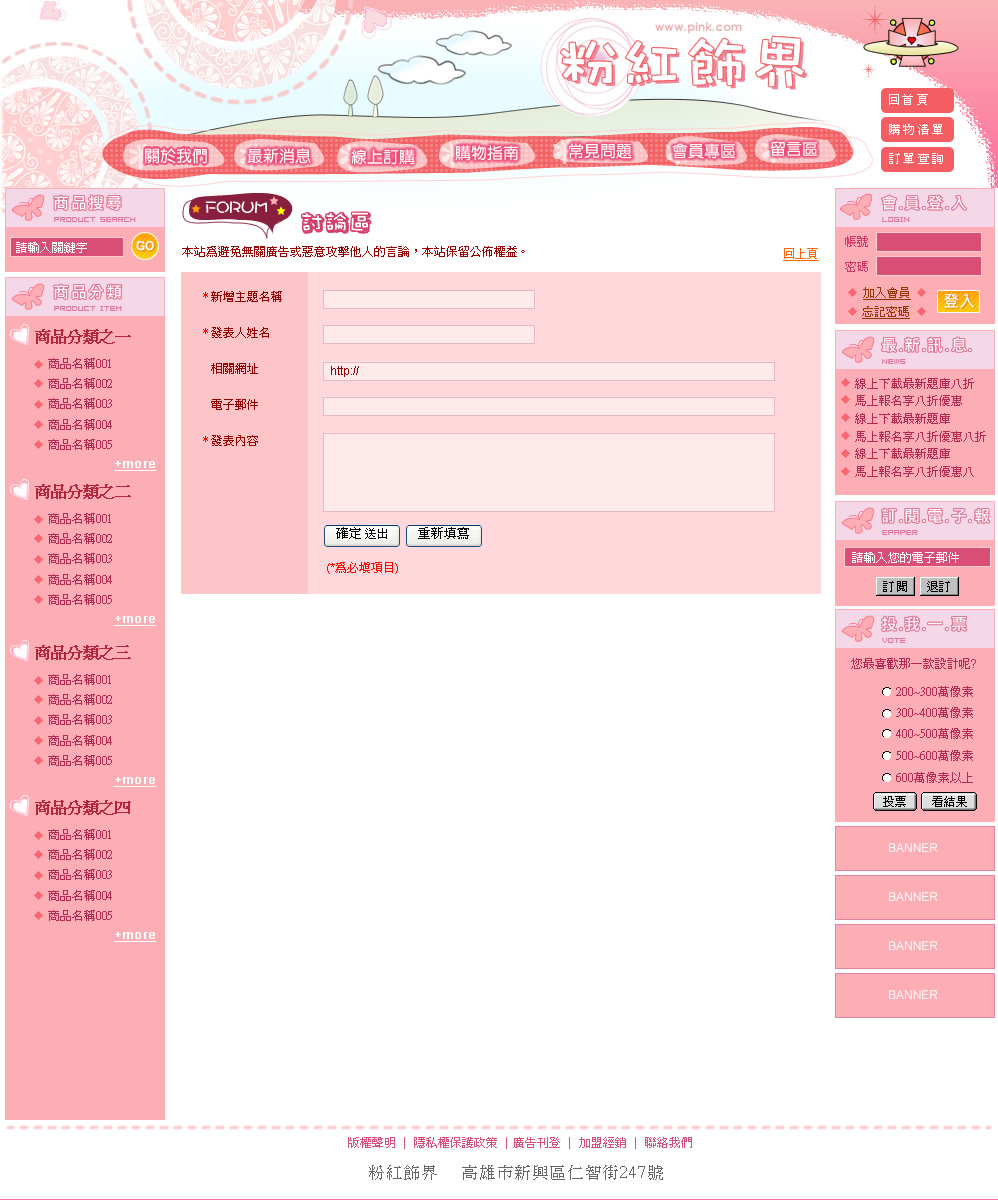 www.pink.com
粉紅飾界
回首頁
購物清單
訂單查詢
關於我們
最新消息
線上訂購
購物指南
常見問題
會員專區
留言區
商品搜尋
PRODUCT SEARCH
請輸入關鍵字
GO
商品分類
PRODUCT ITEM
商品分類之一
商品名稱001
商品名稱002
商品名稱003
商品名稱004
商品名稱005
+more
商品分類之二
商品名稱001
商品名稱002
商品名稱003
商品名稱004
商品名稱005
+more
商品分類之三
商品名稱001
商品名稱002
商品名稱003
商品名稱004
商品名稱005
+more
商品分類之四
商品名稱001
商品名稱002
商品名稱003
商品名稱004
商品名稱005
+more
FORUM
討論區
本站爲避免無關廣告或惡意攻擊他人的言論，本站保留公佈權益。
回上頁
*新增主題名稱
*發表人姓名
相關網址
http://
電子郵件
*發表內容
確定 送出
重新填寫
(*爲必填項目)
會.員.登.入
LOGIN
帳號
密碼
加入會員
忘記密碼
登入
最.新.訊.息.
NEWS
線上下載最新題庫八折
馬上報名享八折優惠
線上下載最新題庫
馬上報名享八折優惠八折
線上下載最新題庫
馬上報名享八折優惠八
訂.閱.電.子.報
EPAPER
請輸入您的電子郵件
訂閱
退訂
投.我.一.票
VOTE
您最喜歡那一款設計呢?
200~300萬像素
300~400萬像素
400~500萬像素
500~600萬像素
600萬像素以上
投票
看結果
BANNER
BANNER
BANNER
BANNER
版權聲明 | 隱私權保護政策 | 廣告刊登 | 加盟經銷 | 聯絡我們
粉紅飾界 高雄市新興區仁智街247號